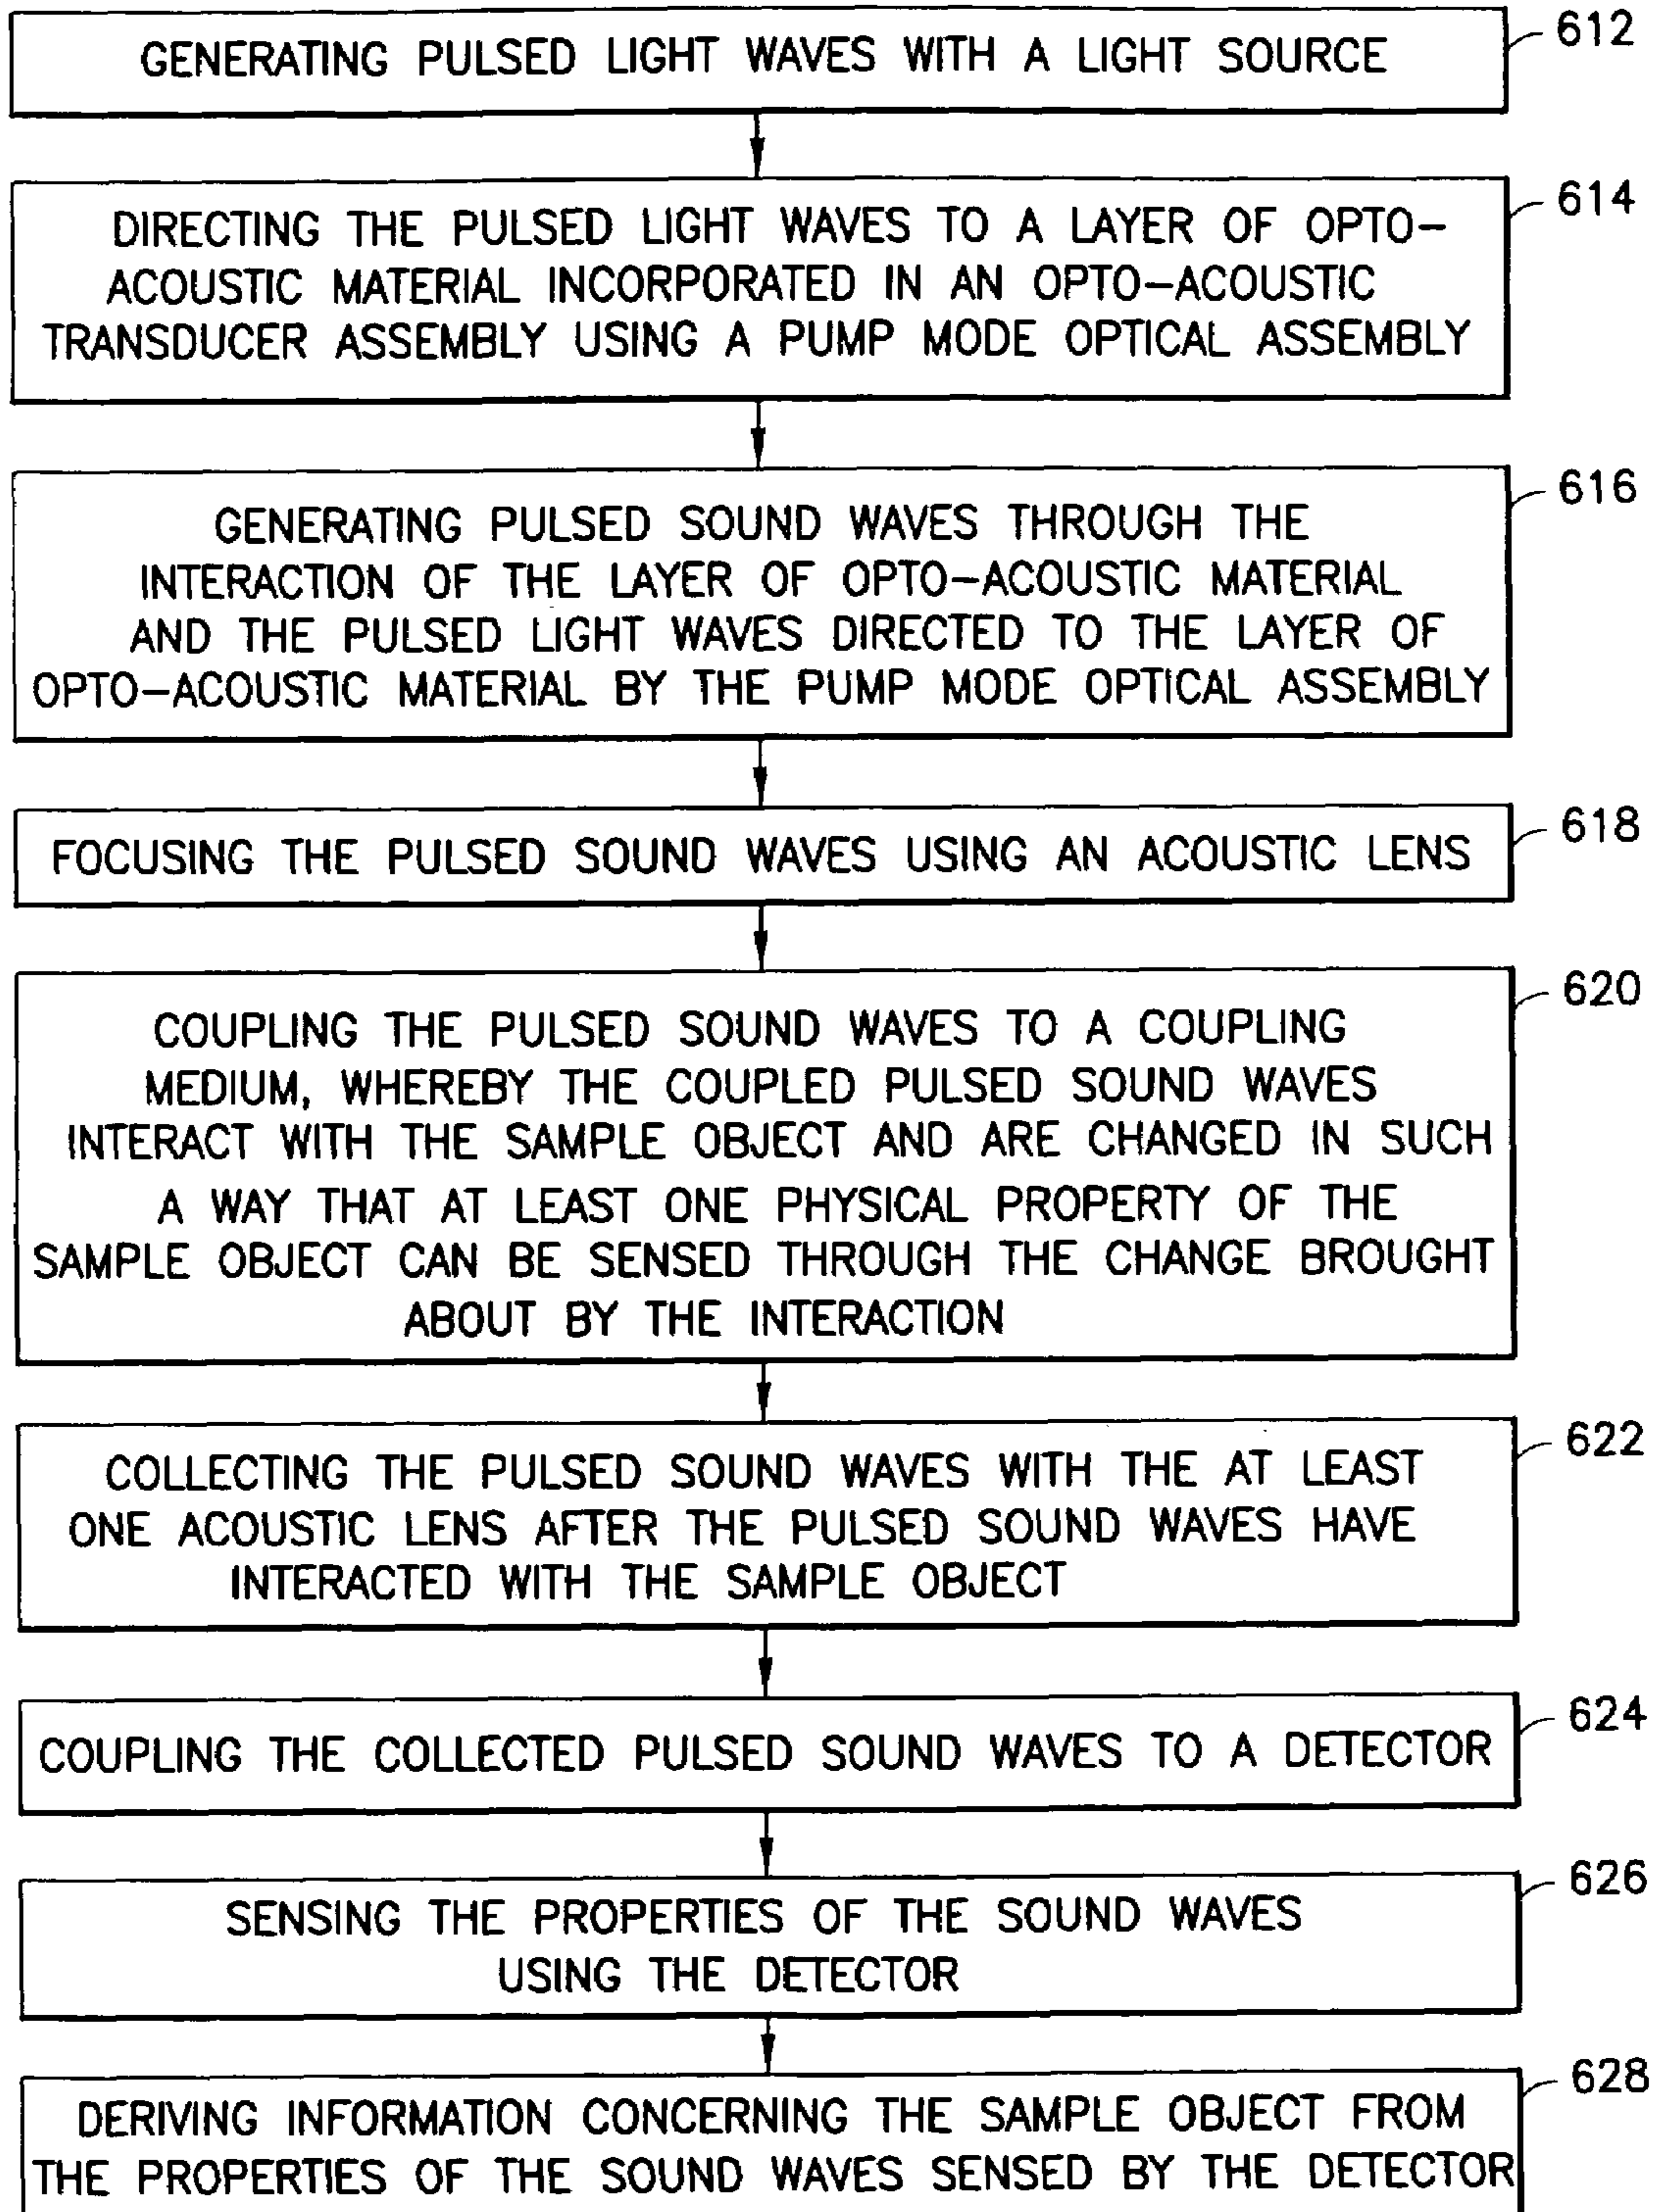 GENERATING PULSED LIGHT WAVES WITH A LIGHT SOURCE
612
DIRECTING THE PULSED LIGHT WAVES TO A LAYER OF OPTO-
ACOUSTIC MATERIAL INCORPORATED IN AN OPTO-ACOUSTIC
TRANSDUCER ASSEMBLY USING A PUMP MODE OPTICAL ASSEMBLY
614
GENERATING PULSED SOUND WAVES THROUGH THE
INTERACTION OF THE LAYER OF OPTO-ACOUSTIC MATERIAL
AND THE PULSED LIGHT WAVES DIRECTED TO THE LAYER OF
OPTO-ACOUSTIC MATERIAL BY THE PUMP MODE OPTICAL ASSEMBLY
616
FOCUSING THE PULSED SOUND WAVES USING AN ACOUSTIC LENS
618
COUPLING THE PULSED SOUND WAVES TO A COUPLING
MEDIUM, WHEREBY THE COUPLED PULSED SOUND WAVES
INTERACT WITH THE SAMPLE OBJECT AND ARE CHANGED IN SUCH
A WAY THAT AT LEAST ONE PHYSICAL PROPERTY OF THE
SAMPLE OBJECT CAN BE SENSED THROUGH THE CHANGE BROUGHT
ABOUT BY THE INTERACTION
620
COLLECTING THE PULSED SOUND WAVES WITH THE AT LEAST
ONE ACOUSTIC LENS AFTER THE PULSED SOUND WAVES HAVE
INTERACTED WITH THE SAMPLE OBJECT
622
COUPLING THE COLLECTED PULSED SOUND WAVES TO A DETECTOR
624
SENSING THE PROPERTIES OF THE SOUND WAVES
USING THE DETECTOR
626
DERIVING INFORMATION CONCERNING THE SAMPLE OBJECT FROM
THE PROPERTIES OF THE SOUND WAVES SENSED BY THE DETECTOR
628